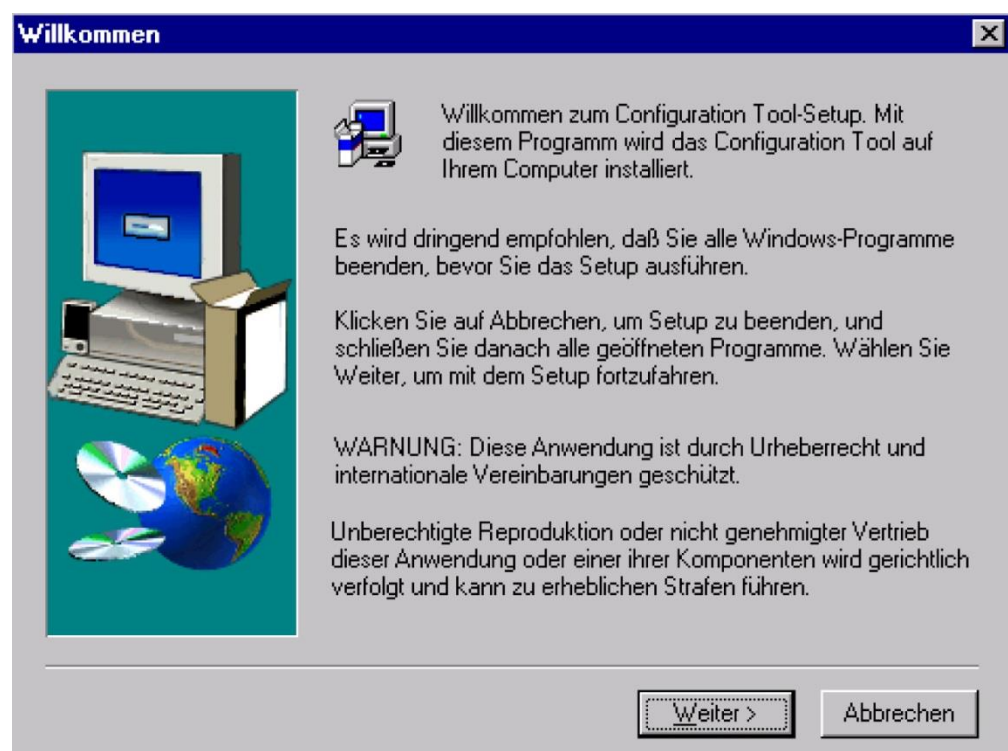 Willkommen
Willkommen zum Configuration Tool-Setup. Mit
diesem Programm wird das Configuration Tool auf
Ihrem Computer installiert.
Es wird dringend empfohlen, daß Sie alle Windows-Programme
beenden, bevor Sie das Setup ausführen.
Klicken Sie auf Abbrechen, um Setup zu beenden, und
schließen Sie danach alle geöffneten Programme. Wählen Sie
Weiter, um mit dem Setup fortzufahren.
WARNUNG: Diese Anwendung ist durch Urheberrecht und
internationale Vereinbarungen geschützt.
Unberechtigte Reproduktion oder nicht genehmigter Vertrieb
dieser Anwendung oder einer ihrer Komponenten wird gerichtlich
verfolgt und kann zu erheblichen Strafen führen.
Weiter >
Abbrechen